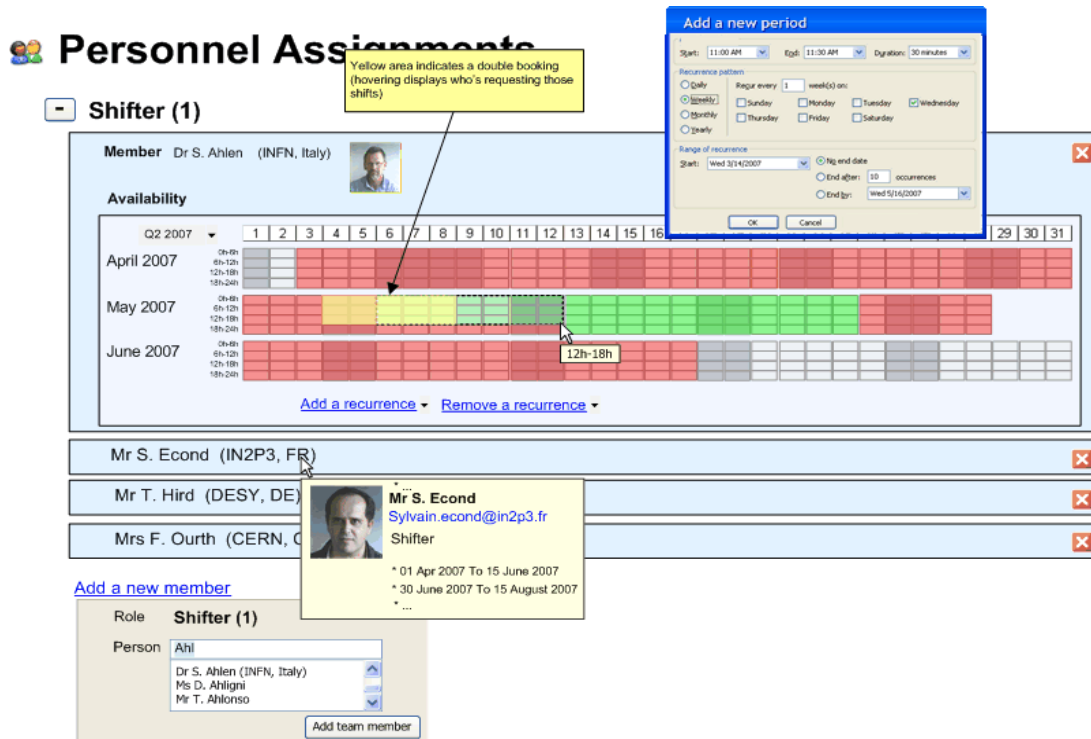 Personnel Assignments
Yellow area indicates a double booking
(hovering displays who's requesting those
shifts)
Add a new period
Start: 11:00 AM End: 11:30 AM Duration: 30 minutes
Recurrence pattern
Daily Recur every 1 week(s) on:
Weekly Sunday Monday Tuesday Wednesday
Monthly Thursday Friday Saturday
Yearly
Range of recurrence
Start: Wed 3/14/2007 No end date
End after: 10 occurrences
End by: Wed 5/16/2007
OK Cancel
- Shifter (1)
Member Dr S. Ahlen (INFN, Italy)
Availability
Q2 2007 1 2 3 4 5 6 7 8 9 10 11 12 13 14 15 16 29 30 31
April 2007
0h-6h
6h-12h
12h-18h
18h-24h
May 2007
0h-6h
6h-12h
12h-18h
18h-24h
12h-18h
June 2007
0h-6h
6h-12h
12h-18h
18h-24h
Add a recurrence Remove a recurrence
Mr S. Econd (IN2P3, FR)
Mr T. Hird (DESY, DE)
Mrs F. Ourth (CERN,
* ...
Mr S. Econd
Sylvain.econd@in2p3.fr
Shifter
* 01 Apr 2007 To 15 June 2007
* 30 June 2007 To 15 August 2007
* ...
Add a new member
Role Shifter (1)
Person Ahl
Dr S. Ahlen (INFN, Italy)
Ms D. Ahligni
Mr T. Ahlonso
Add team member